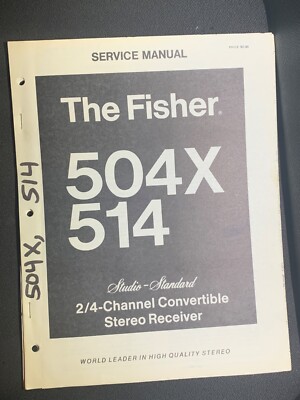 SERVICE MANUAL
The Fisher®
504X
514
Studio-Standard
2/4-Channel Convertible
Stereo Receiver
WORLD LEADER IN HIGH QUALITY STEREO
504X, 514